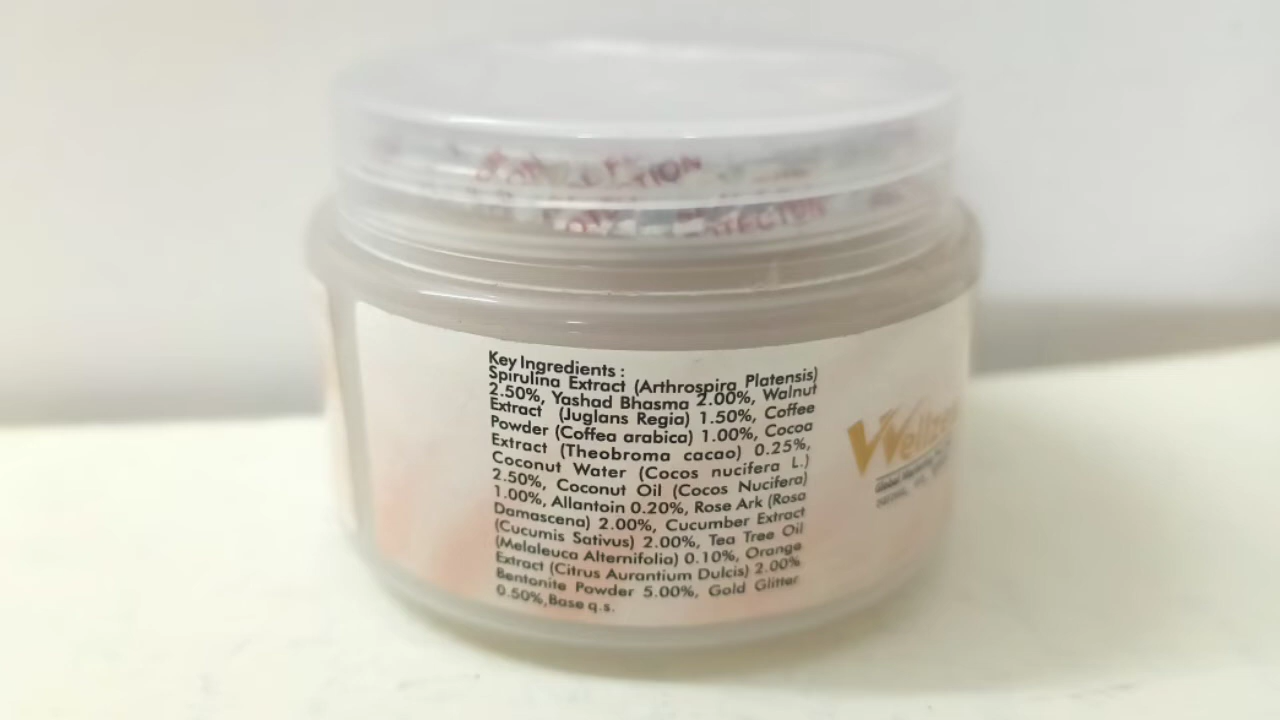 TION
TECTION
Key Ingredients :
Spirulina Extract (Arthrospira Platensis)
2.50%, Yashad Bhasma 2.00%, Walnut
Extract (Juglans Regia) 1.50%, Coffee
Powder (Coffea arabica) 1.00%, Cocoa
Extract (Theobroma cacao) 0.25%,
Coconut Water (Cocos nucifera L.)
2.50%, Coconut Oil (Cocos Nucifera)
1.00%, Allantoin 0.20%, Rose Ark (Rosa
Damascena) 2.00%, Cucumber Extract
(Cucumis Sativus) 2.00%, Tea Tree Oil
(Melaleuca Alternifolia) 0.10%, Orange
Extract (Citrus Aurantium Dulcis) 2.00%
Bentonite Powder 5.00%, Gold Glitter
0.50%,Base q.s.